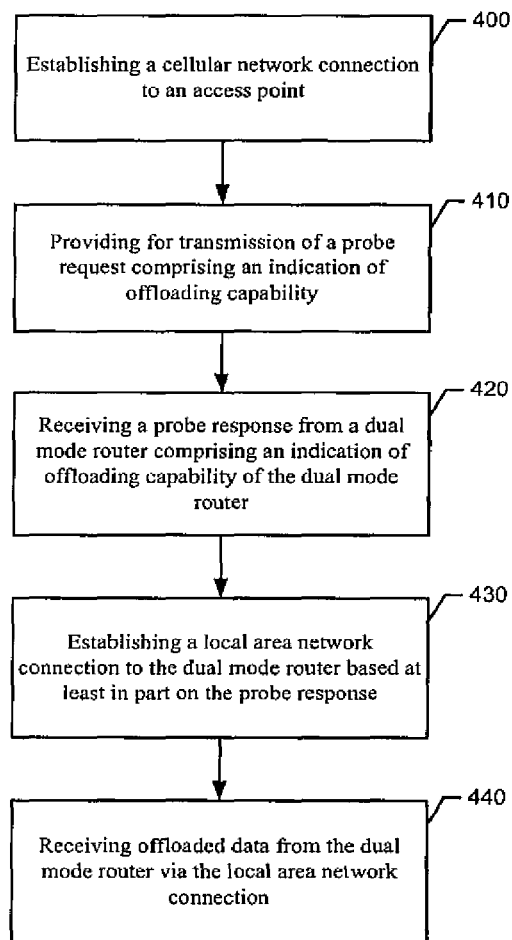 400
Establishing a cellular network connection
to an access point
410
Providing for transmission of a probe
request comprising an indication of
offloading capability
420
Receiving a probe response from a dual
mode router comprising an indication of
offloading capability of the dual mode
router
430
Establishing a local area network
connection to the dual mode router based at
least in part on the probe response
440
Receiving offloaded data from the dual
mode router via the local area network
connection